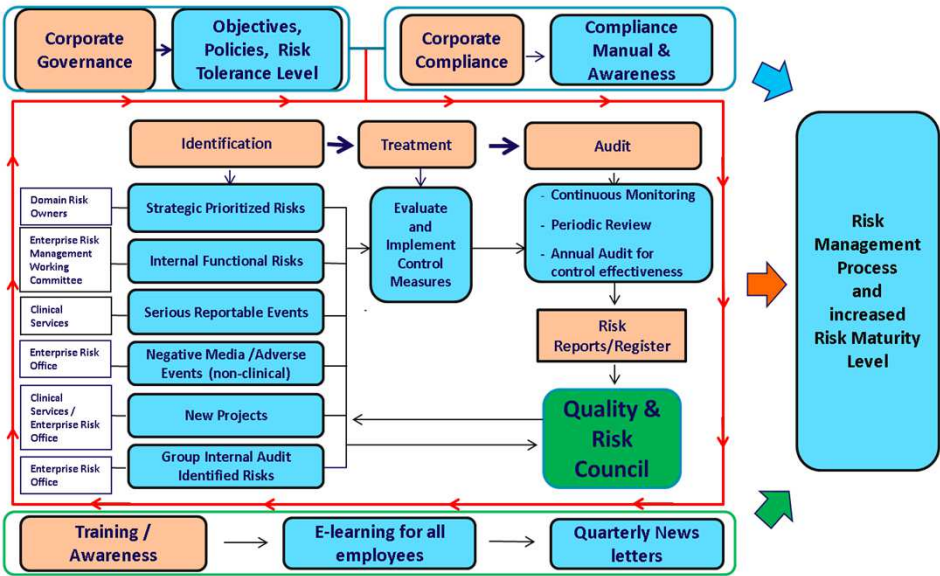 Corporate
Governance
Objectives,
Policies, Risk
Tolerance Level
Corporate
Compliance
Compliance
Manual &
Awareness
Identification
Treatment
Audit
Domain Risk
Owners
Strategic Prioritized Risks
Enterprise Risk
Management
Working
Committee
Internal Functional Risks
Clinical
Services
Serious Reportable Events
Enterprise Risk
Office
Negative Media /Adverse
Events (non-clinical)
Clinical
Services /
Enterprise Risk
Office
New Projects
Enterprise Risk
Office
Group Internal Audit
Identified Risks
Evaluate
and
Implement
Control
Measures
- Continuous Monitoring
- Periodic Review
- Annual Audit for
control effectiveness
Risk
Reports/Register
Quality &
Risk
Council
Risk
Management
Process
and
increased
Risk Maturity
Level
Training /
Awareness
E-learning for all
employees
Quarterly News
letters